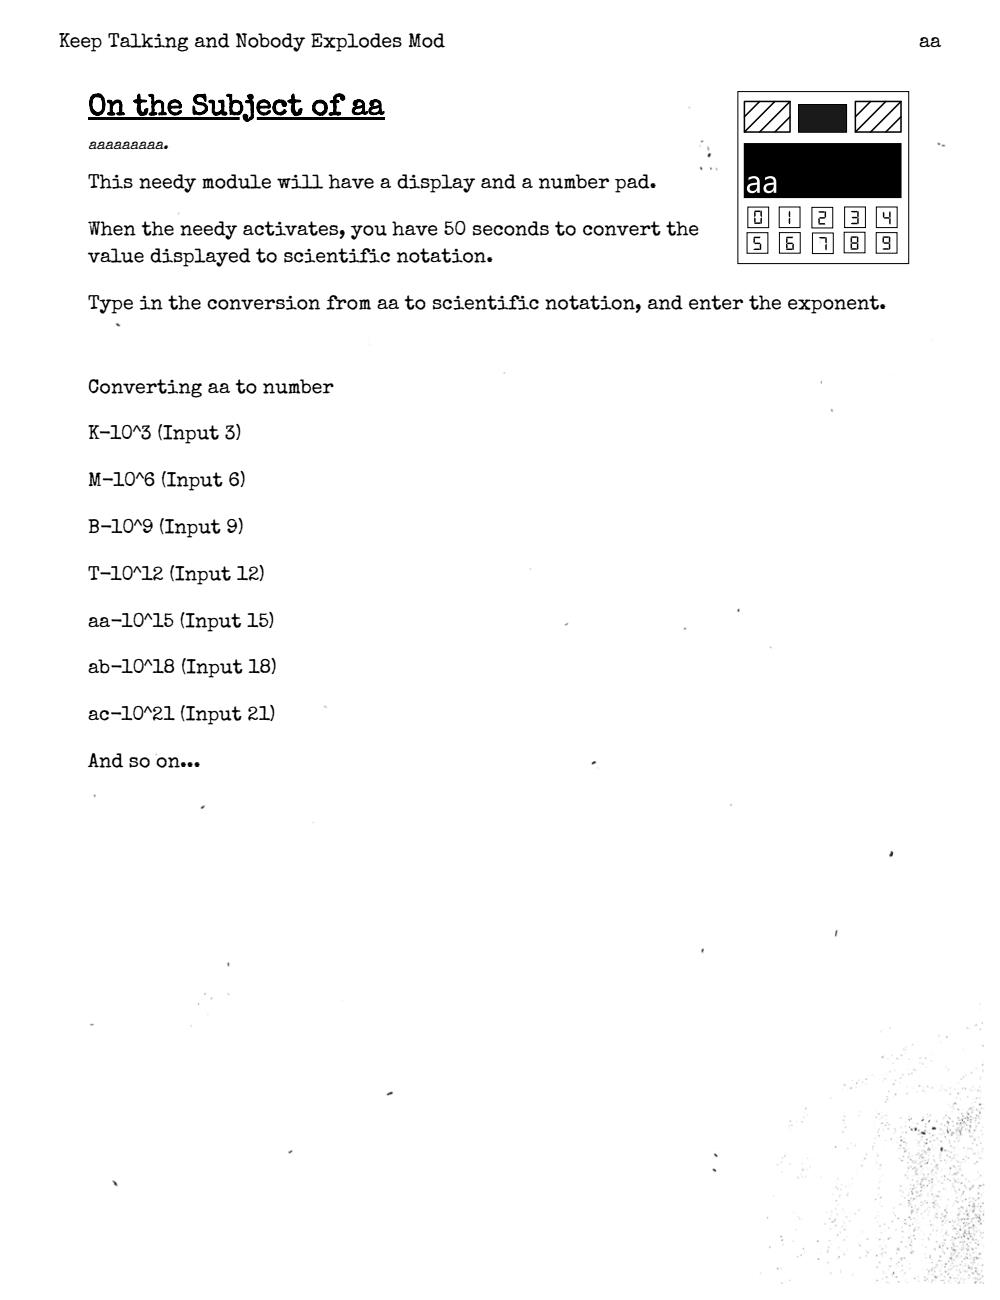 Keep Talking and Nobody Explodes Mod
aa
On the Subject of aa
aaaaaaaaa.
This needy module will have a display and a number pad.
When the needy activates, you have 50 seconds to convert the
value displayed to scientific notation.
Type in the conversion from aa to scientific notation, and enter the exponent.
aa
0 1 2 3 4
5 6 7 8 9
Converting aa to number
K-10^3 (Input 3)
M-10^6 (Input 6)
B-10^9 (Input 9)
T-10^12 (Input 12)
aa-10^15 (Input 15)
ab-10^18 (Input 18)
ac-10^21 (Input 21)
And so on...